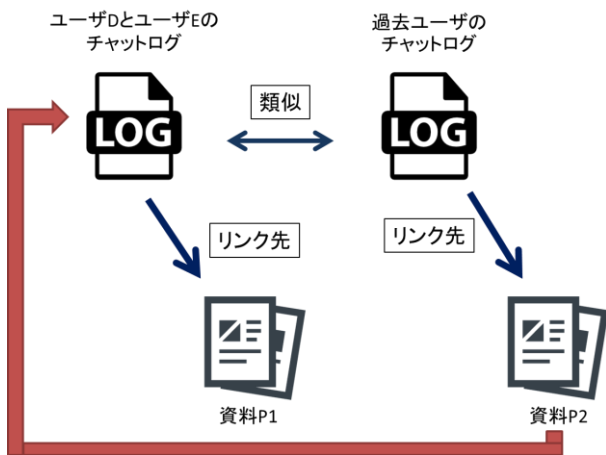 ユーザDとユーザEの
チャットログ
過去ユーザの
チャットログ
LOG
類似
LOG
リンク先
リンク先
資料P1
資料P2